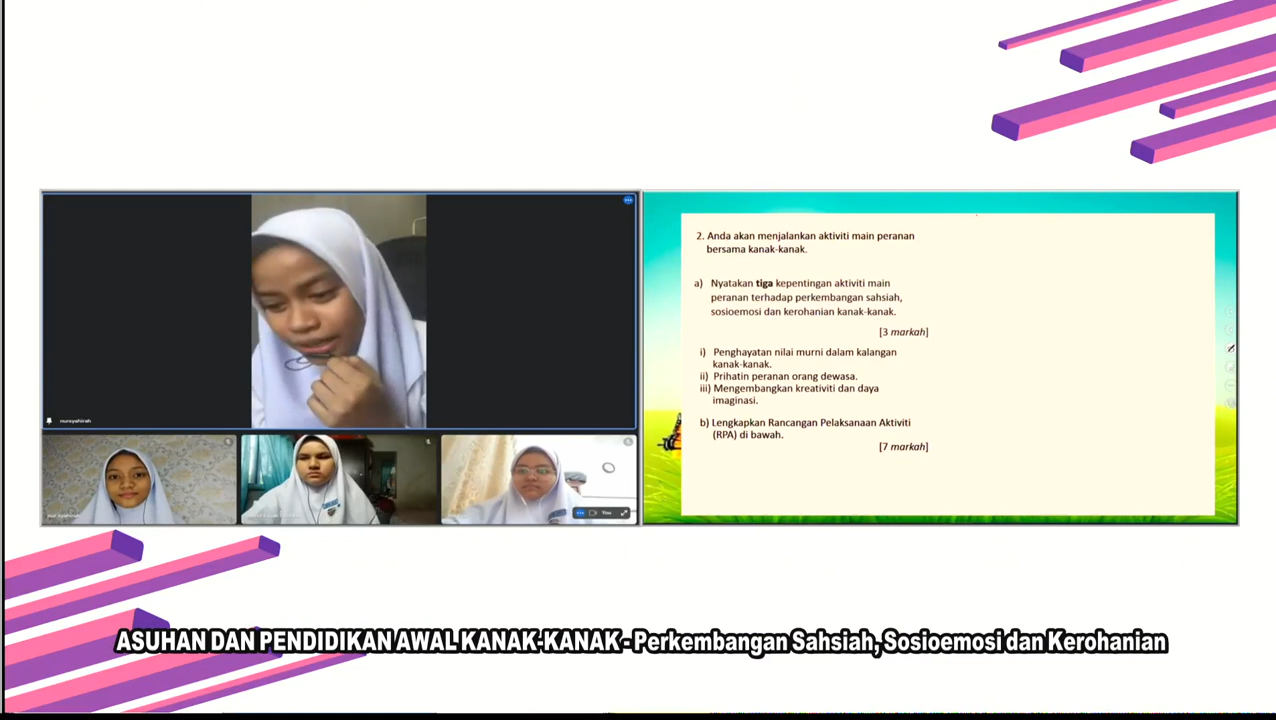 nursyahirah
You
2. Anda akan menjalankan aktiviti main peranan
bersama kanak-kanak.
a) Nyatakan tiga kepentingan aktiviti main
peranan terhadap perkembangan sahsiah,
sosioemosi dan kerohanian kanak-kanak.
[3 markah]
i) Penghayatan nilai murni dalam kalangan
kanak-kanak.
ii) Prihatin peranan orang dewasa.
iii) Mengembangkan kreativiti dan daya
imaginasi.
b) Lengkapkan Rancangan Pelaksanaan Aktiviti
(RPA) di bawah.
[7 markah]
ASUHAN DAN PENDIDIKAN AWAL KANAK-KANAK - Perkembangan Sahsiah, Sosioemosi dan Kerohanian